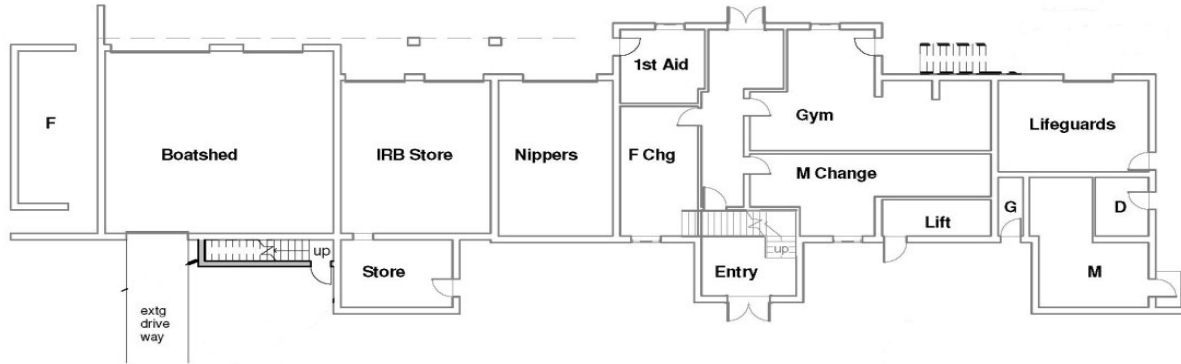 1st Aid
F
Boatshed
IRB Store
Nippers
F Chg
Gym
M Change
Lifeguards
G
D
Lift
up
Store
Entry
up
M
extg
drive
way